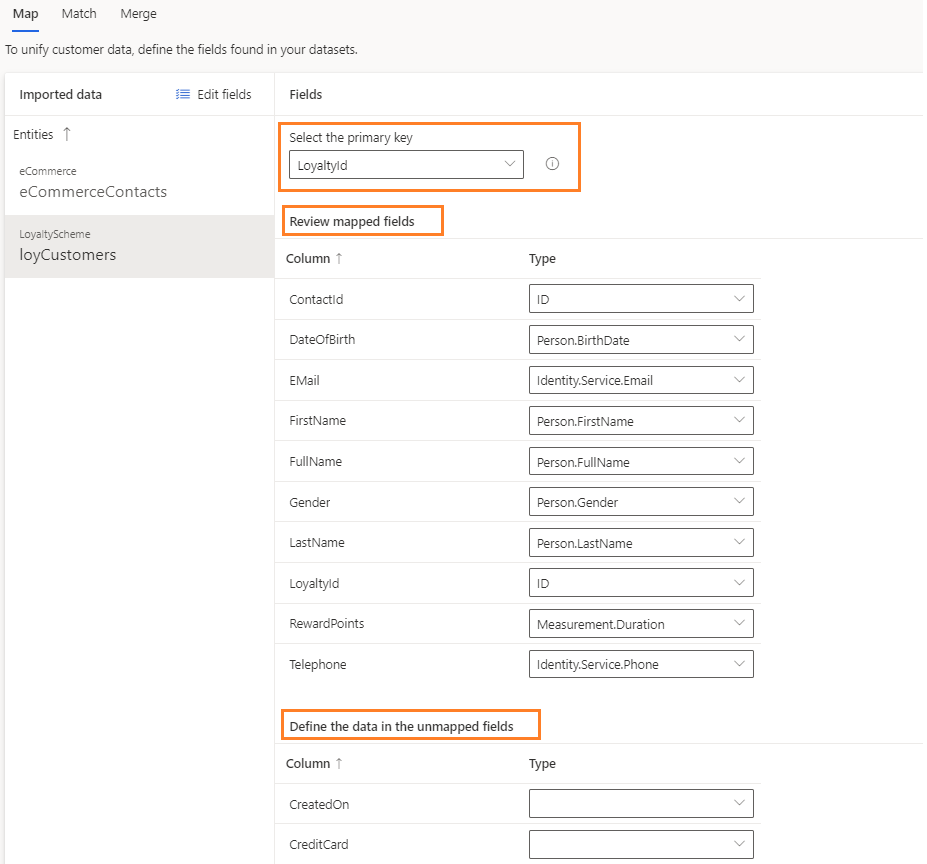 Map Match Merge
To unify customer data, define the fields found in your datasets.
Imported data Edit fields
Entities ↑
eCommerce
eCommerceContacts
LoyaltyScheme
loyCustomers
Fields
Select the primary key
LoyaltyId
Review mapped fields
Column ↑ Type
ContactId ID
DateOfBirth Person.BirthDate
EMail Identity.Service.Email
FirstName Person.FirstName
FullName Person.FullName
Gender Person.Gender
LastName Person.LastName
LoyaltyId ID
RewardPoints Measurement.Duration
Telephone Identity.Service.Phone
Define the data in the unmapped fields
Column ↑ Type
CreatedOn
CreditCard